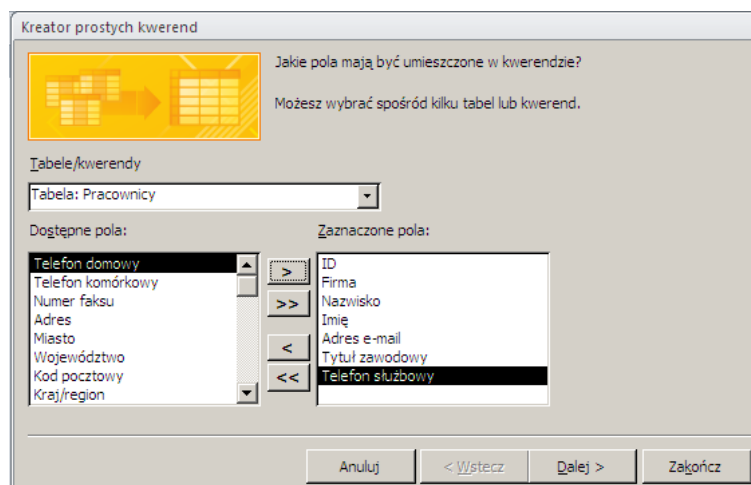 Kreator prostych kwerend
Jakie pola mają być umieszczone w kwerendzie?
Możesz wybrać spośród kilku tabel lub kwerend.
Tabele/kwerendy
Tabela: Pracownicy
Dostępne pola:
Zaznaczone pola:
Telefon domowy
Telefon komórkowy
Numer faksu
Adres
Miasto
Województwo
Kod pocztowy
Kraj/region
>
>>
<
<<
ID
Firma
Nazwisko
Imię
Adres e-mail
Tytuł zawodowy
Telefon służbowy
Anuluj
< Wstecz
Dalej >
Zakończ